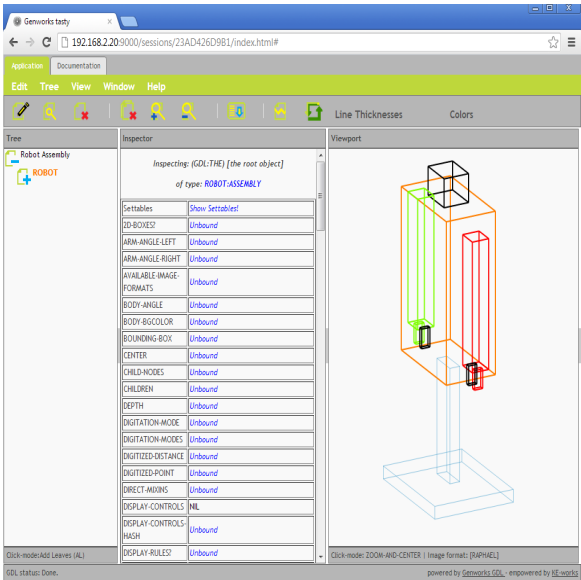 Genworks tasty
192.168.2.20:9000/sessions/23AD426D9B1/index.html#
Application Documentation
Edit Tree View Window Help
Line Thicknesses Colors
Tree
Robot Assembly
ROBOT
Inspector
Inspecting: (GDL:THE) [the root object]
of type: ROBOT:ASSEMBLY
Settables Show Settables!
2D-BOXES? Unbound
ARM-ANGLE-LEFT Unbound
ARM-ANGLE-RIGHT Unbound
AVAILABLE-IMAGE-
FORMATS Unbound
BODY-ANGLE Unbound
BODY-BGCOLOR Unbound
BOUNDING-BOX Unbound
CENTER Unbound
CHILD-NODES Unbound
CHILDREN Unbound
DEPTH Unbound
DIGITATION-MODE Unbound
DIGITATION-MODES Unbound
DIGITIZED-DISTANCE Unbound
DIGITIZED-POINT Unbound
DIRECT-MIXINS Unbound
DISPLAY-CONTROLS NIL
DISPLAY-CONTROLS-
HASH Unbound
DISPLAY-RULES? Unbound
Viewport
Click-mode:Add Leaves (AL)
Click-mode: ZOOM-AND-CENTER | Image format: [RAPHAEL]
GDL status: Done.
powered by Genworks GDL - empowered by KE-works